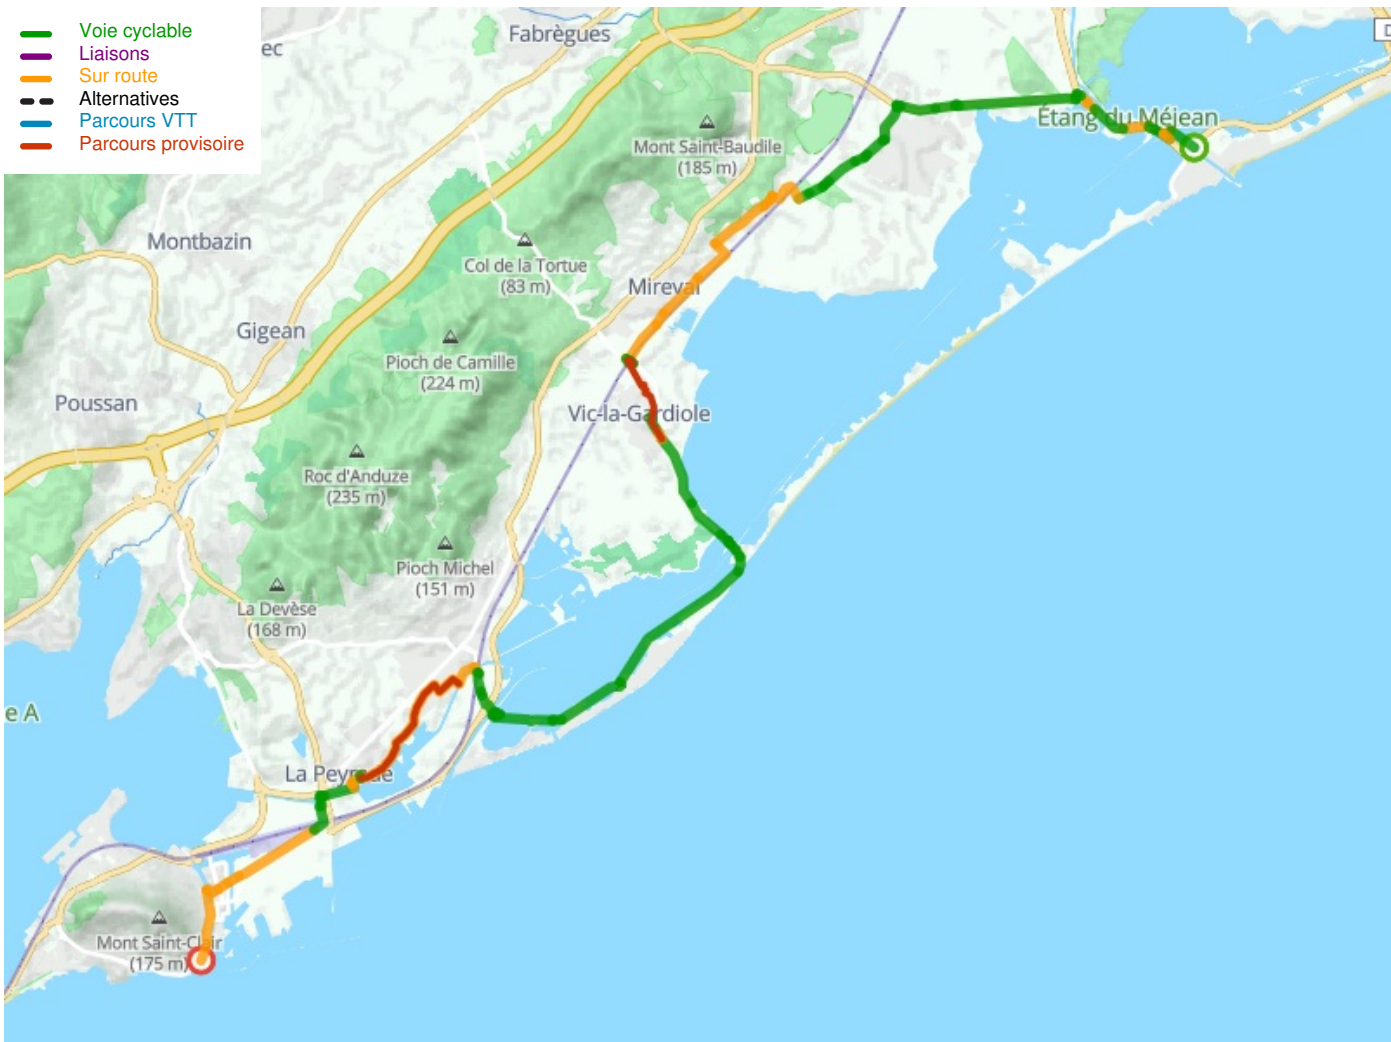 Voie cyclable
Liaisons
Sur route
Alternatives
Parcours VTT
Parcours provisoire
ec
Fabrègues
D
Étang du Méjean
Mont Saint-Baudile
(185 m)
Montbazin
Col de la Tortue
(83 m)
Mireval
Gigean
Pioch de Camille
(224 m)
Poussan
Vic-la-Gardiole
Roc d'Anduze
(235 m)
Pioch Michel
(151 m)
La Devèse
(168 m)
e A
La Peyrade
Mont Saint-Clair
(175 m)